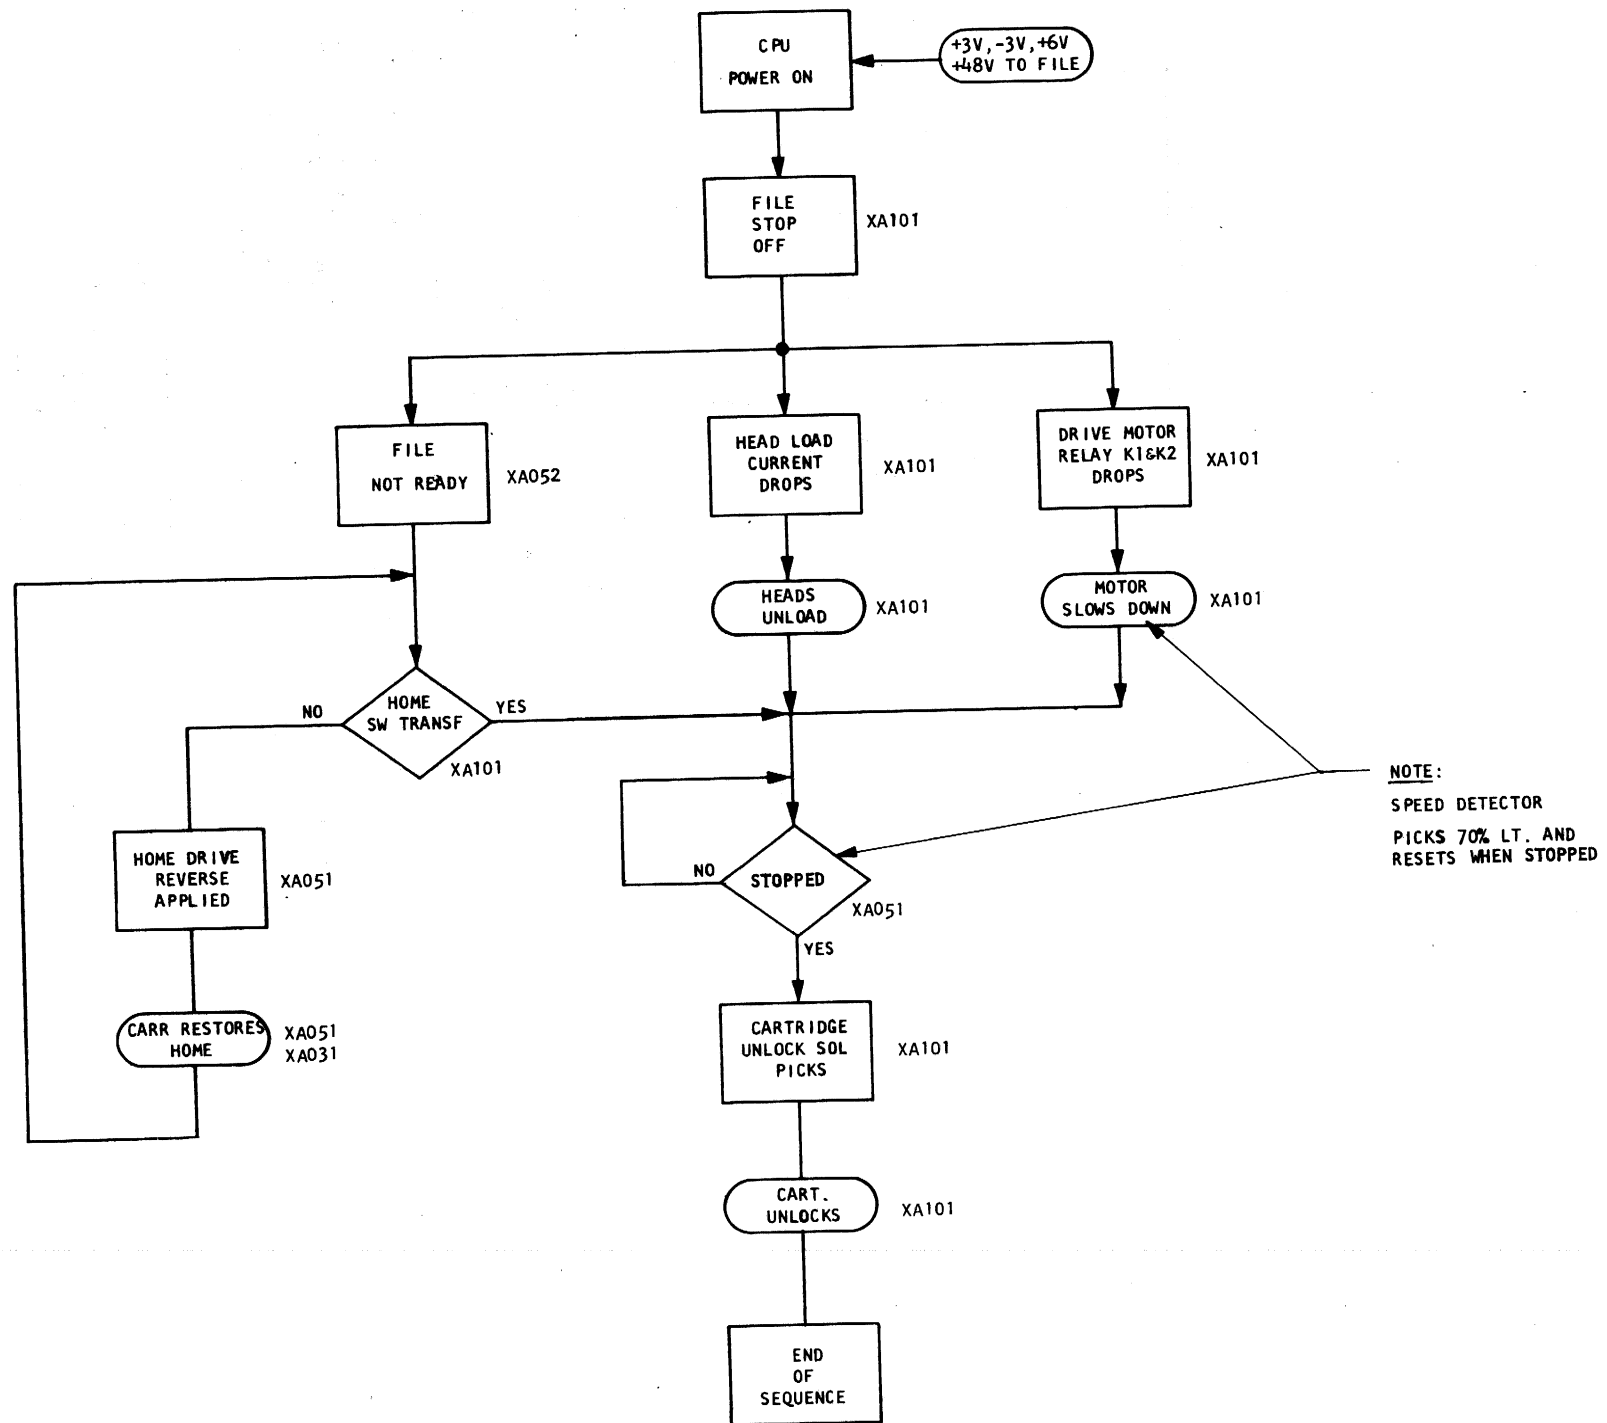 CPU
POWER ON
+3V,-3V,+6V
+48V TO FILE
FILE
STOP
OFF
XA101
FILE
NOT READY
XA052
HEAD LOAD
CURRENT
DROPS
XA101
DRIVE MOTOR
RELAY K1&K2
DROPS
XA101
HEADS
UNLOAD
XA101
MOTOR
SLOWS DOWN
XA101
HOME
SW TRANSF
NO
YES
XA101
NOTE:
SPEED DETECTOR
PICKS 70% LT. AND
RESETS WHEN STOPPED
HOME DRIVE
REVERSE
APPLIED
XA051
NO
STOPPED
XA051
YES
CARR RESTORES
HOME
XA051
XA031
CARTRIDGE
UNLOCK SOL
PICKS
XA101
CART.
UNLOCKS
XA101
END
OF
SEQUENCE